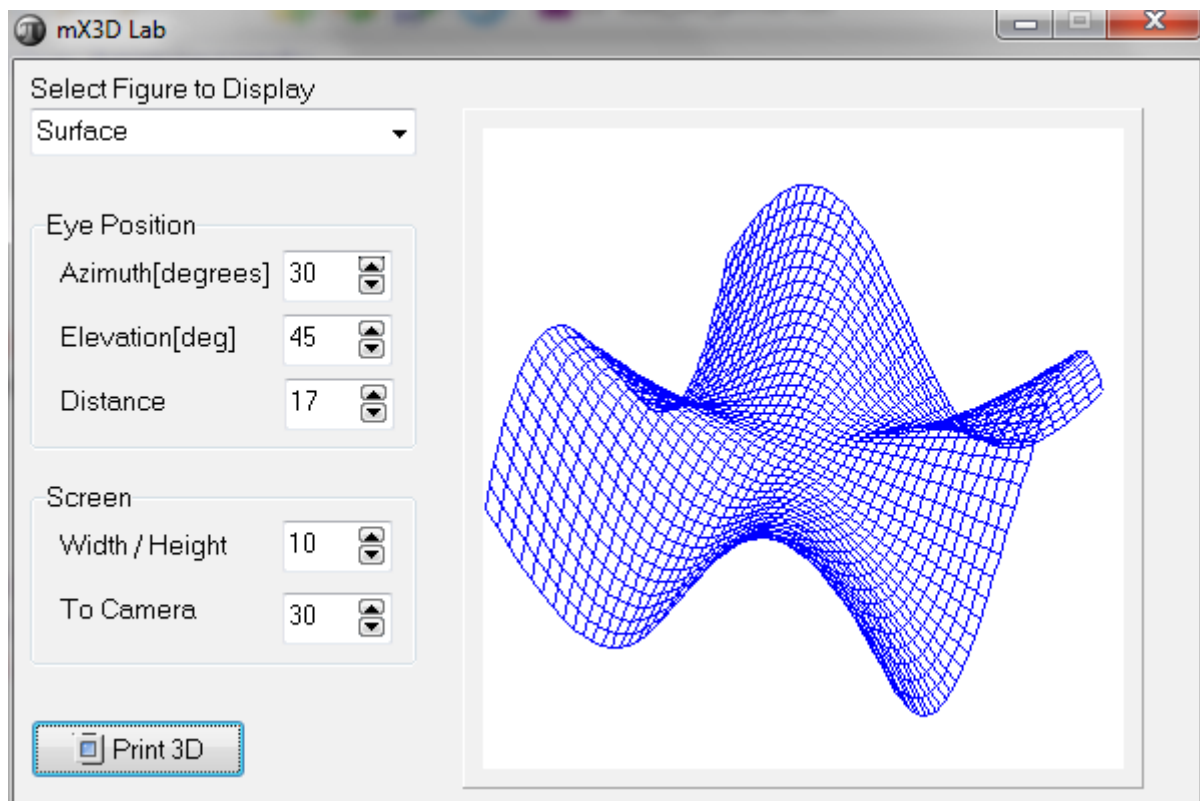 mX3D Lab
Select Figure to Display
Surface
Eye Position
Azimuth[degrees] 30
Elevation[deg] 45
Distance 17
Screen
Width / Height 10
To Camera 30
Print 3D